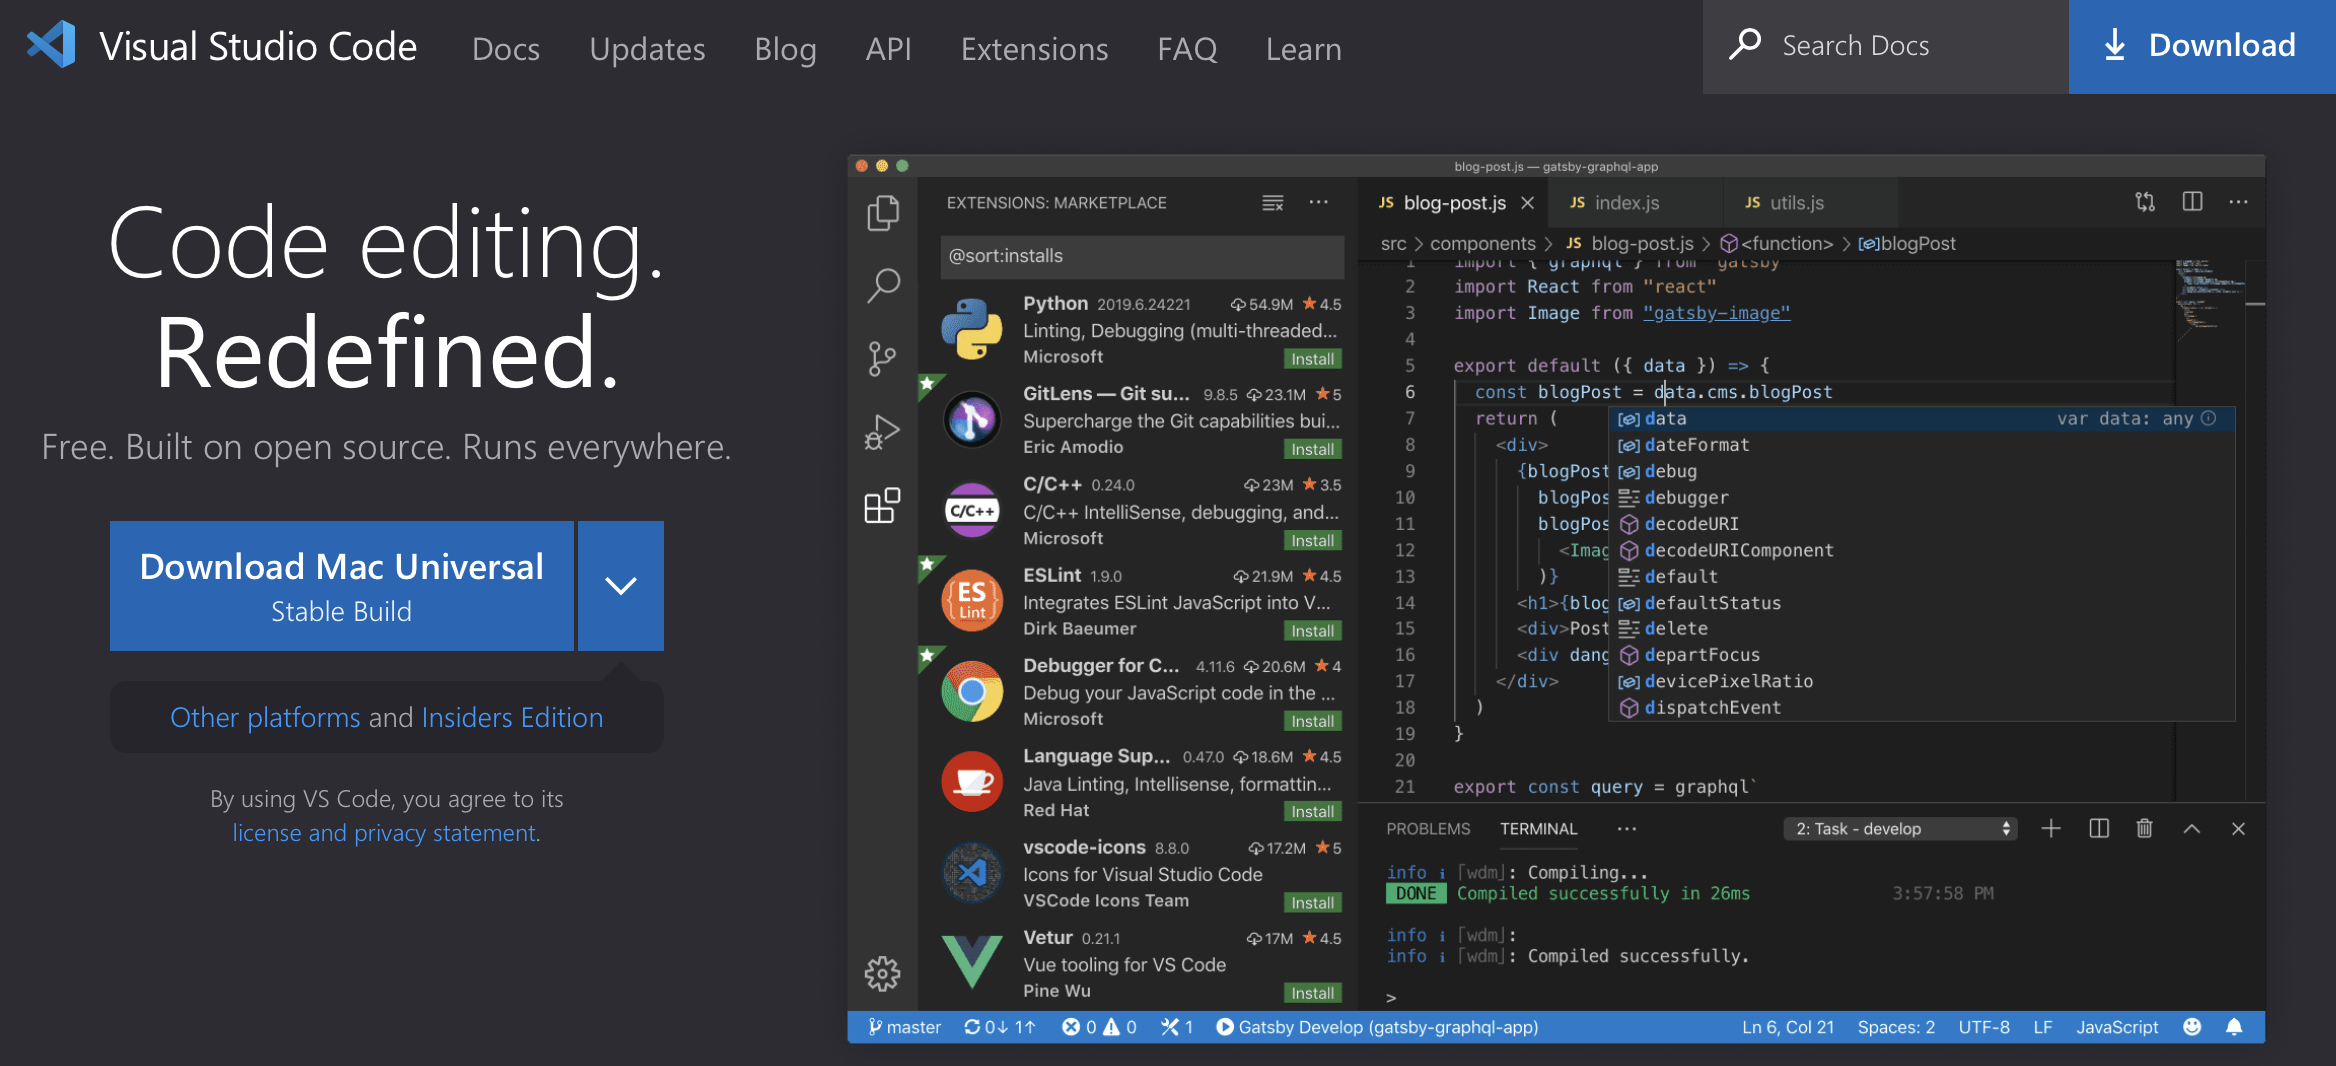 Visual Studio Code Docs Updates Blog API Extensions FAQ Learn Search Docs Download
Code editing.
Redefined.
Free. Built on open source. Runs everywhere.
Download Mac Universal
Stable Build
Other platforms and Insiders Edition
By using VS Code, you agree to its
license and privacy statement.
blog-post.js — gatsby-graphql-app
EXTENSIONS: MARKETPLACE
@sort:installs
Python 2019.6.24221 54.9M 4.5
Linting, Debugging (multi-threaded...
Microsoft Install
GitLens — Git su... 9.8.5 23.1M 5
Supercharge the Git capabilities bui...
Eric Amodio Install
C/C++
C/C++ 0.24.0 23M 3.5
C/C++ IntelliSense, debugging, and...
Microsoft Install
ES
Lint
ESLint 1.9.0 21.9M 4.5
Integrates ESLint JavaScript into V...
Dirk Baeumer Install
Debugger for C... 4.11.6 20.6M 4
Debug your JavaScript code in the ...
Microsoft Install
Language Sup... 0.47.0 18.6M 4.5
Java Linting, Intellisense, formattin...
Red Hat Install
vscode-icons 8.8.0 17.2M 5
Icons for Visual Studio Code
VSCode Icons Team Install
Vetur 0.21.1 17M 4.5
Vue tooling for VS Code
Pine Wu Install
JS blog-post.js JS index.js JS utils.js
src > components > JS blog-post.js > <function> > blogPost
1 import { graphql } from "gatsby"
2 import React from "react"
3 import Image from "gatsby-image"
4
5 export default ({ data }) => {
6 const blogPost = data.cms.blogPost
7 return (
8 <div>
9 {blogPost
10 blogPos
11 blogPos
12 <Imag
13 )}
14 <h1>{blog
15 <div>Post
16 <div dang
17 </div>
18 )
19 }
20
21 export const query = graphql`
data var data: any
dateFormat
debug
debugger
decodeURI
decodeURIComponent
default
defaultStatus
delete
departFocus
devicePixelRatio
dispatchEvent
PROBLEMS TERMINAL ··· 2: Task - develop
info i ｢wdm｣: Compiling...
DONE Compiled successfully in 26ms 3:57:58 PM
info i ｢wdm｣:
info i ｢wdm｣: Compiled successfully.
>
master 0↓ 1↑ 0 0 1 Gatsby Develop (gatsby-graphql-app) Ln 6, Col 21 Spaces: 2 UTF-8 LF JavaScript